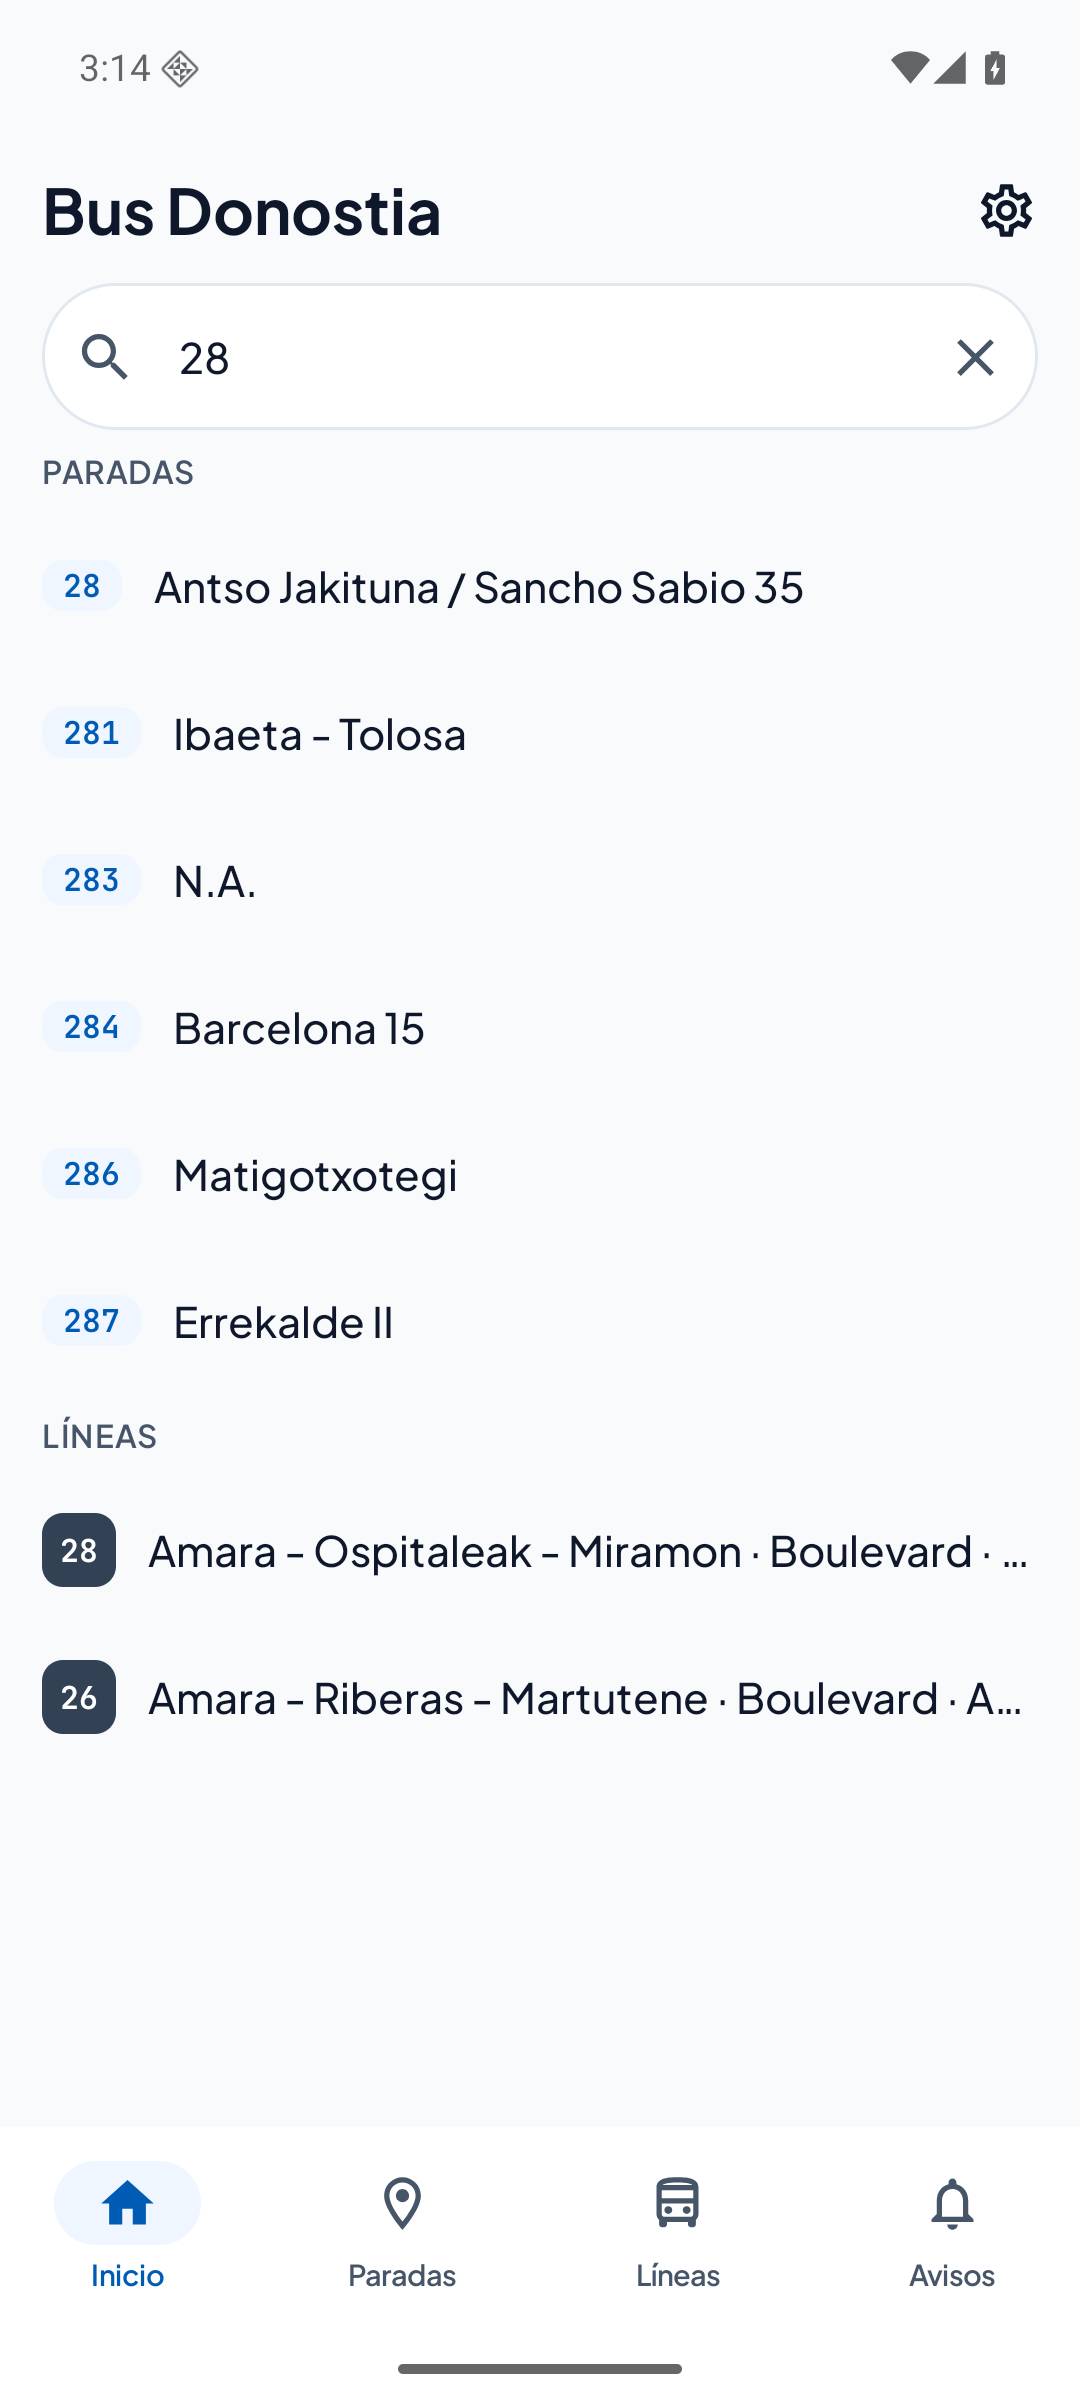 3:14
Bus Donostia
28
PARADAS
28 Antso Jakituna / Sancho Sabio 35
281 Ibaeta - Tolosa
283 N.A.
284 Barcelona 15
286 Matigotxotegi
287 Errekalde II
LÍNEAS
28 Amara - Ospitaleak - Miramon · Boulevard · ...
26 Amara - Riberas - Martutene · Boulevard · A...
Inicio Paradas Líneas Avisos